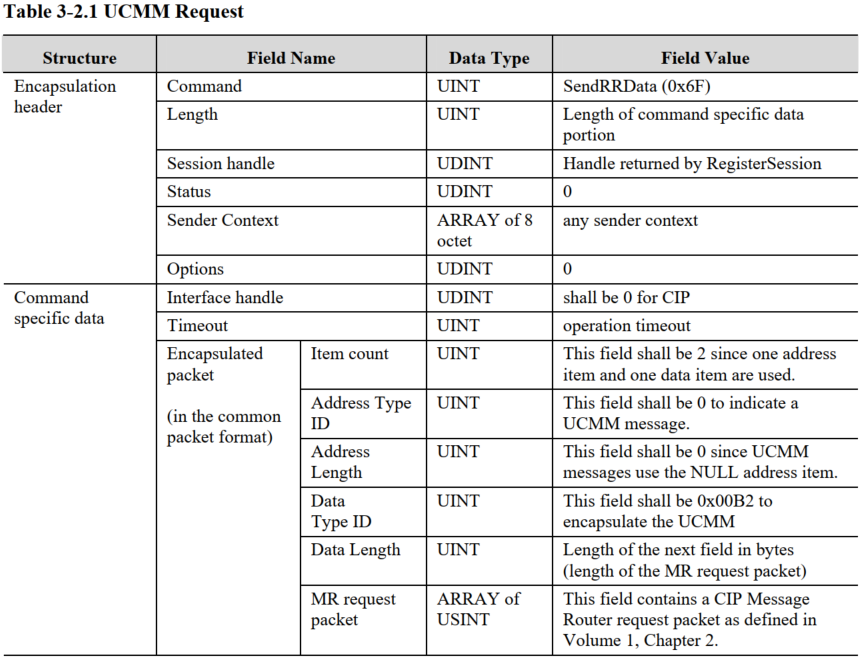 Table 3-2.1 UCMM Request
Structure Field Name Data Type Field Value
Encapsulation header Command UINT SendRRData (0x6F)
Length UINT Length of command specific data
portion
Session handle UDINT Handle returned by RegisterSession
Status UDINT 0
Sender Context ARRAY of 8 any sender context
octet
Options UDINT 0
Command specific data Interface handle UDINT shall be 0 for CIP
Timeout UINT operation timeout
Encapsulated Item count UINT This field shall be 2 since one address
packet item and one data item are used.
(in the common Address Type UINT This field shall be 0 to indicate a
packet format) ID UCMM message.
Address UINT This field shall be 0 since UCMM
Length messages use the NULL address item.
Data UINT This field shall be 0x00B2 to
Type ID encapsulate the UCMM
Data Length UINT Length of the next field in bytes
(length of the MR request packet)
MR request ARRAY of This field contains a CIP Message
packet USINT Router request packet as defined in
Volume 1, Chapter 2.